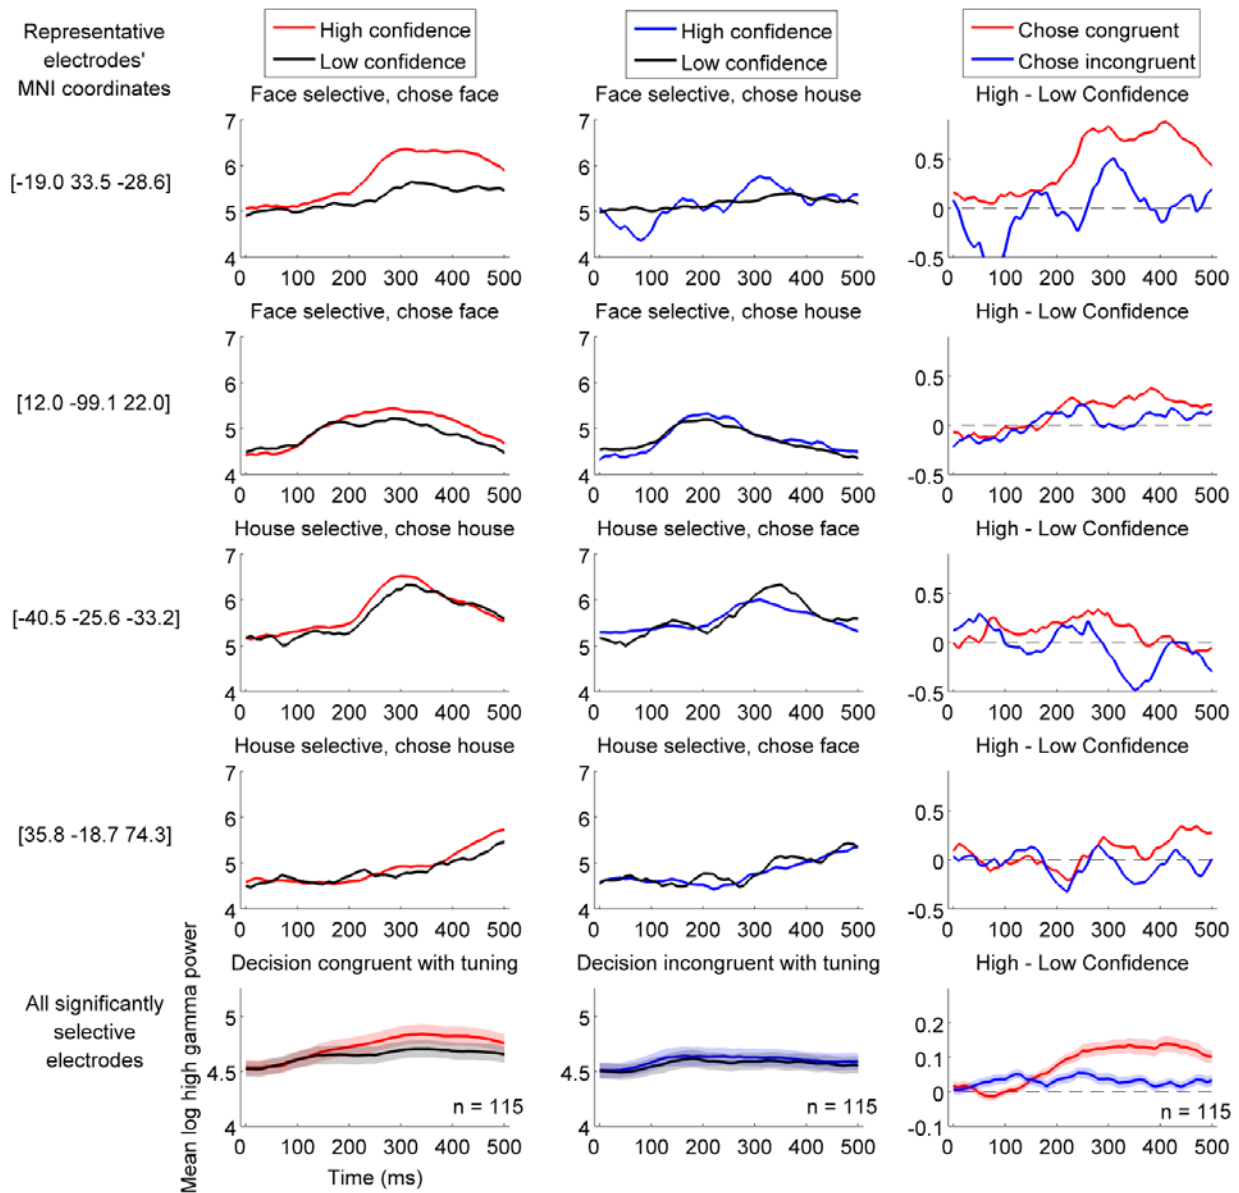 Representative
electrodes'
MNI coordinates
High confidence
Low confidence
High confidence
Low confidence
Chose congruent
Chose incongruent
Face selective, chose face
Face selective, chose house
High - Low Confidence
[-19.0 33.5 -28.6]
7
6
5
4
0 100 200 300 400 500
7
6
5
4
0 100 200 300 400 500
0.5
0
-0.5
0 100 200 300 400 500
Face selective, chose face
Face selective, chose house
High - Low Confidence
[12.0 -99.1 22.0]
7
6
5
4
0 100 200 300 400 500
7
6
5
4
0 100 200 300 400 500
0.5
0
-0.5
0 100 200 300 400 500
House selective, chose house
House selective, chose face
High - Low Confidence
[-40.5 -25.6 -33.2]
7
6
5
4
0 100 200 300 400 500
7
6
5
4
0 100 200 300 400 500
0.5
0
-0.5
0 100 200 300 400 500
House selective, chose house
House selective, chose face
High - Low Confidence
[35.8 -18.7 74.3]
7
6
5
4
0 100 200 300 400 500
7
6
5
4
0 100 200 300 400 500
0.5
0
-0.5
0 100 200 300 400 500
Decision congruent with tuning
Decision incongruent with tuning
High - Low Confidence
All significantly
selective
electrodes
Mean log high gamma power
5
4.5
4
n = 115
0 100 200 300 400 500
Time (ms)
5
4.5
4
n = 115
0 100 200 300 400 500
0.2
0.1
0
-0.1
n = 115
0 100 200 300 400 500